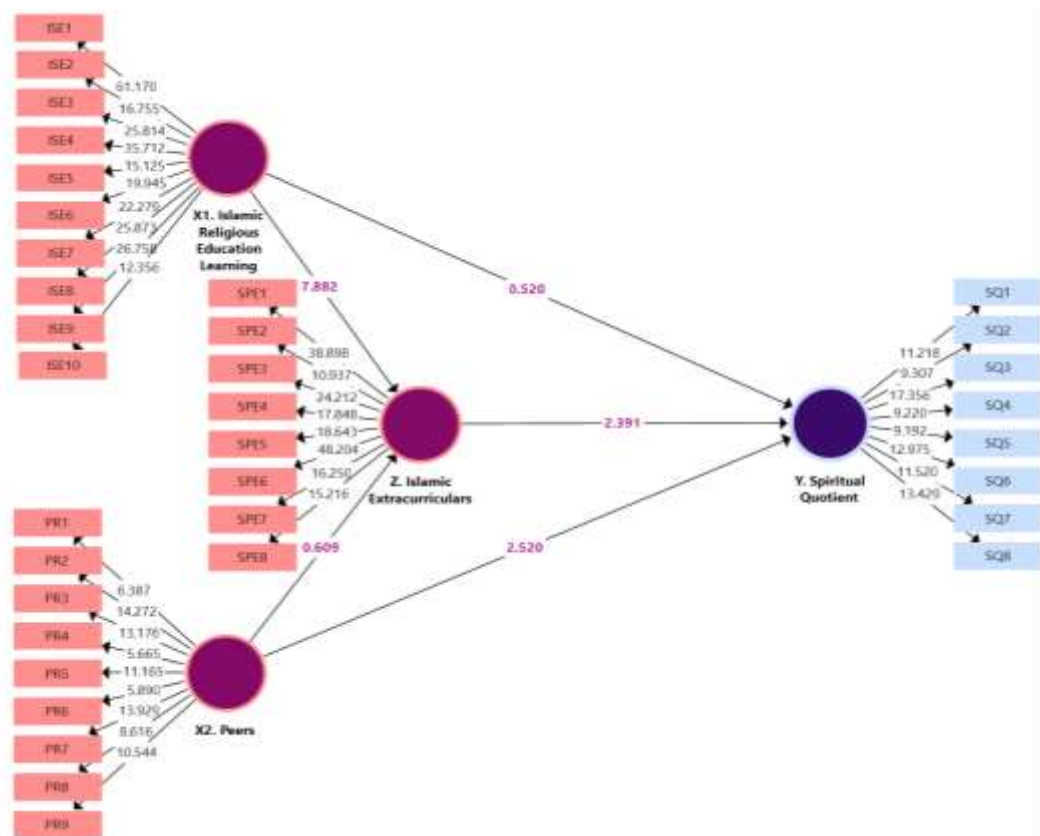 ISE1
ISE2
ISE3
ISE4
ISE5
ISE6
ISE7
ISE8
ISE9
ISE10
61.170
16.755
25.814
35.712
15.125
19.945
22.279
25.873
26.758
12.356
X1. Islamic
Religious
Education
Learning
7.882
0.520
SPE1
SPE2
SPE3
SPE4
SPE5
SPE6
SPE7
SPE8
38.898
10.937
24.212
17.848
18.643
48.204
16.250
15.216
Z. Islamic
Extracurriculars
2.391
0.609
2.520
SQ1
SQ2
SQ3
SQ4
SQ5
SQ6
SQ7
SQ8
11.218
9.307
17.356
9.220
9.192
12.875
11.520
13.429
Y. Spiritual
Quotient
PR1
PR2
PR3
PR4
PR5
PR6
PR7
PR8
PR9
6.387
14.272
13.176
5.665
11.165
5.890
13.929
8.616
10.544
X2. Peers